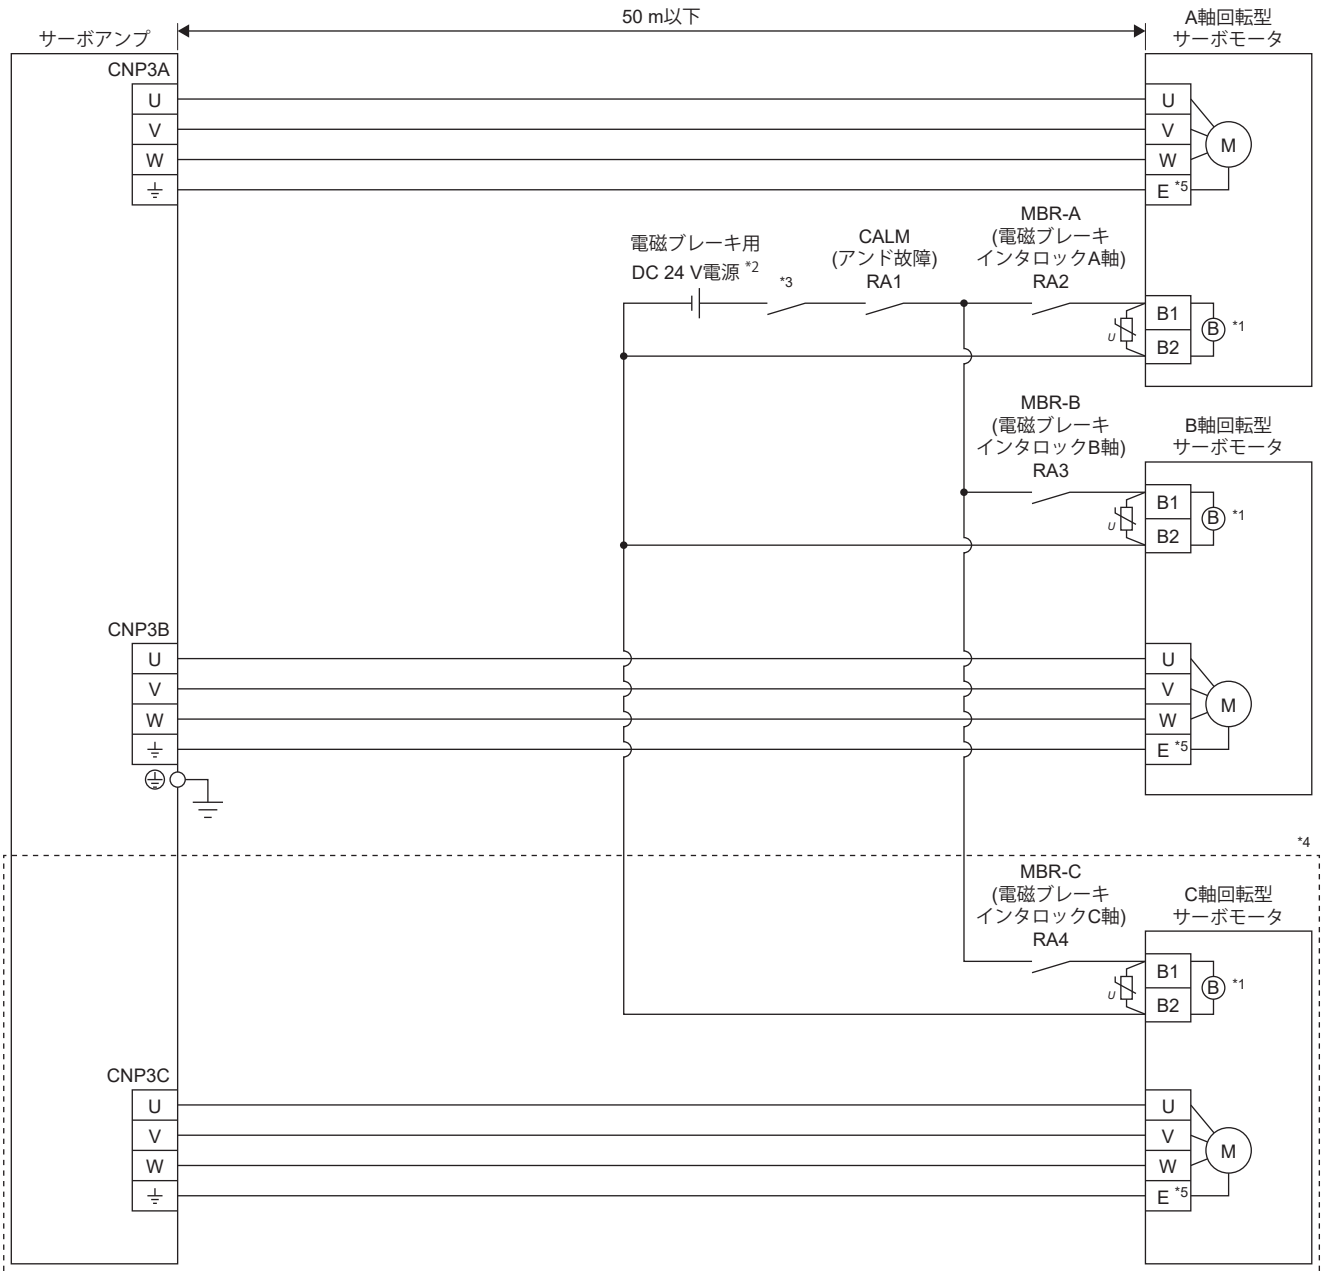 50 m以下
サーボアンプ
A軸回転型
サーボモータ
CNP3A
U
V
W
U
V
W
E *5
M
電磁ブレーキ用
DC 24 V電源 *2
*3
CALM
(アンド故障)
RA1
MBR-A
(電磁ブレーキ
インタロックA軸)
RA2
U
B1
B2
B
*1
MBR-B
(電磁ブレーキ
インタロックB軸)
RA3
B軸回転型
サーボモータ
U
B1
B2
B
*1
CNP3B
U
V
W
U
V
W
E *5
M
*4
MBR-C
(電磁ブレーキ
インタロックC軸)
RA4
C軸回転型
サーボモータ
U
B1
B2
B
*1
CNP3C
U
V
W
U
V
W
E *5
M